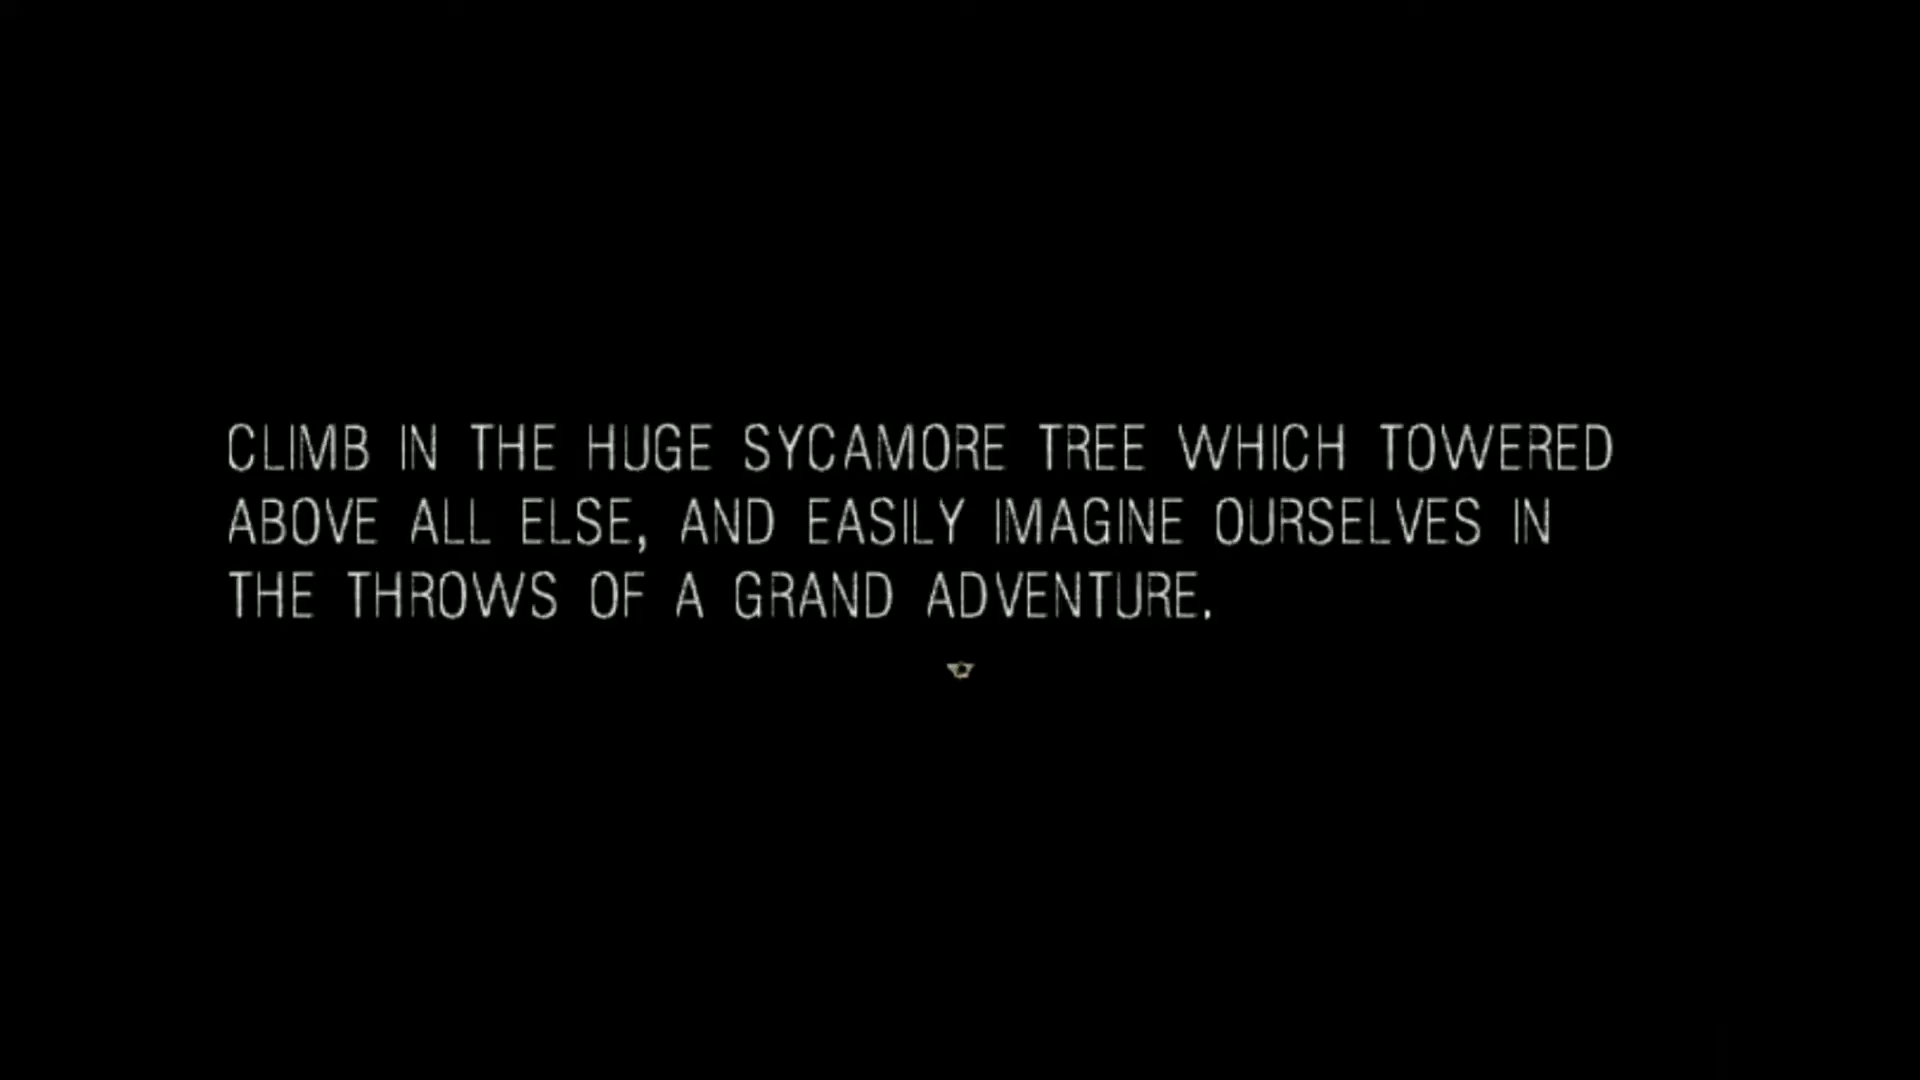 CLIMB IN THE HUGE SYCAMORE TREE WHICH TOWERED
ABOVE ALL ELSE, AND EASILY IMAGINE OURSELVES IN
THE THROWS OF A GRAND ADVENTURE.